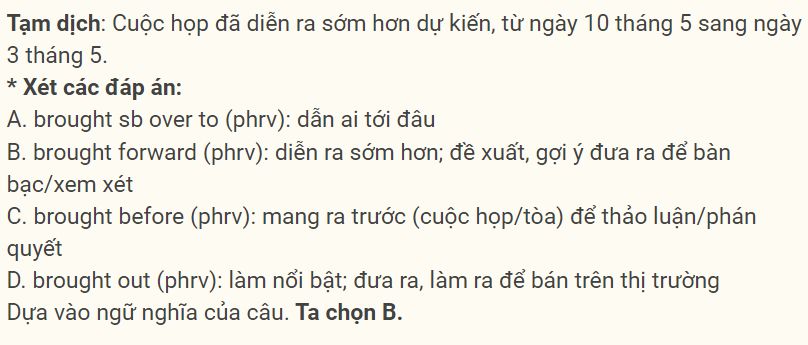 Tạm dịch: Cuộc họp đã diễn ra sớm hơn dự kiến, từ ngày 10 tháng 5 sang ngày
3 tháng 5.
* Xét các đáp án:
A. brought sb over to (phrv): dẫn ai tới đâu
B. brought forward (phrv): diễn ra sớm hơn; đề xuất, gợi ý đưa ra để bàn
bạc/xem xét
C. brought before (phrv): mang ra trước (cuộc họp/tòa) để thảo luận/phán
quyết
D. brought out (phrv): làm nổi bật; đưa ra, làm ra để bán trên thị trường
Dựa vào ngữ nghĩa của câu. Ta chọn B.